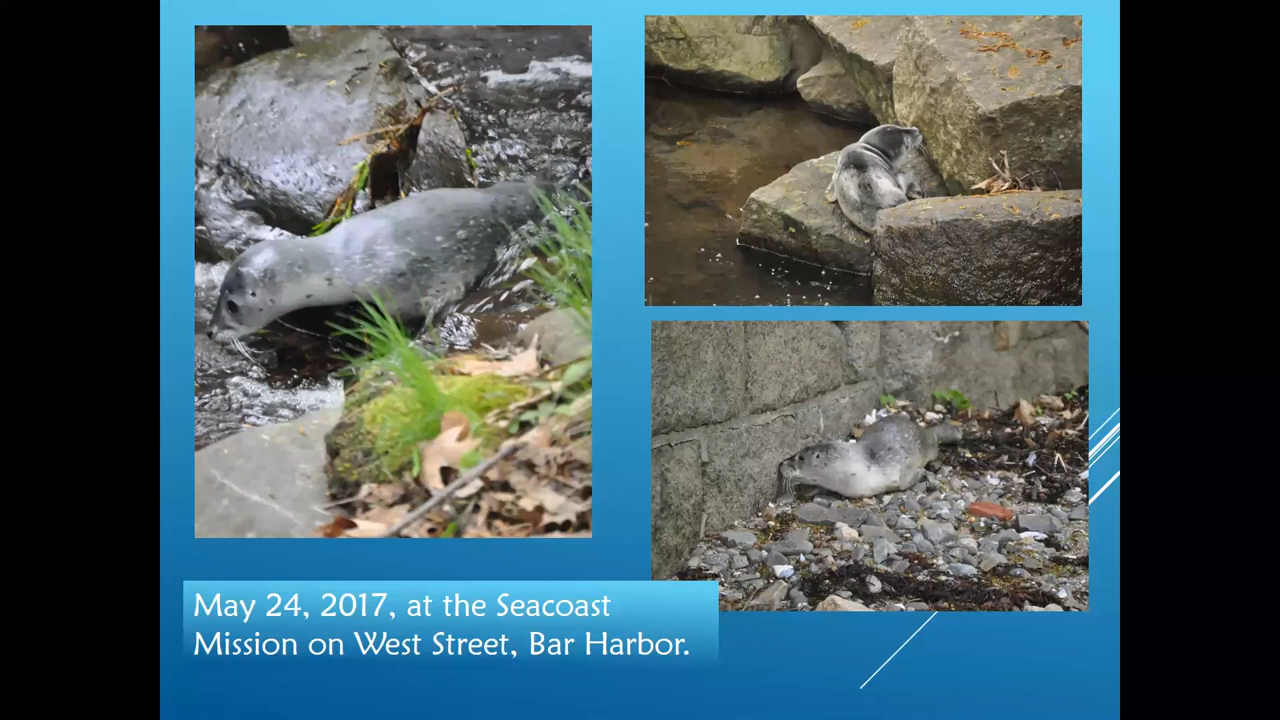 May 24, 2017, at the Seacoast
Mission on West Street, Bar Harbor.